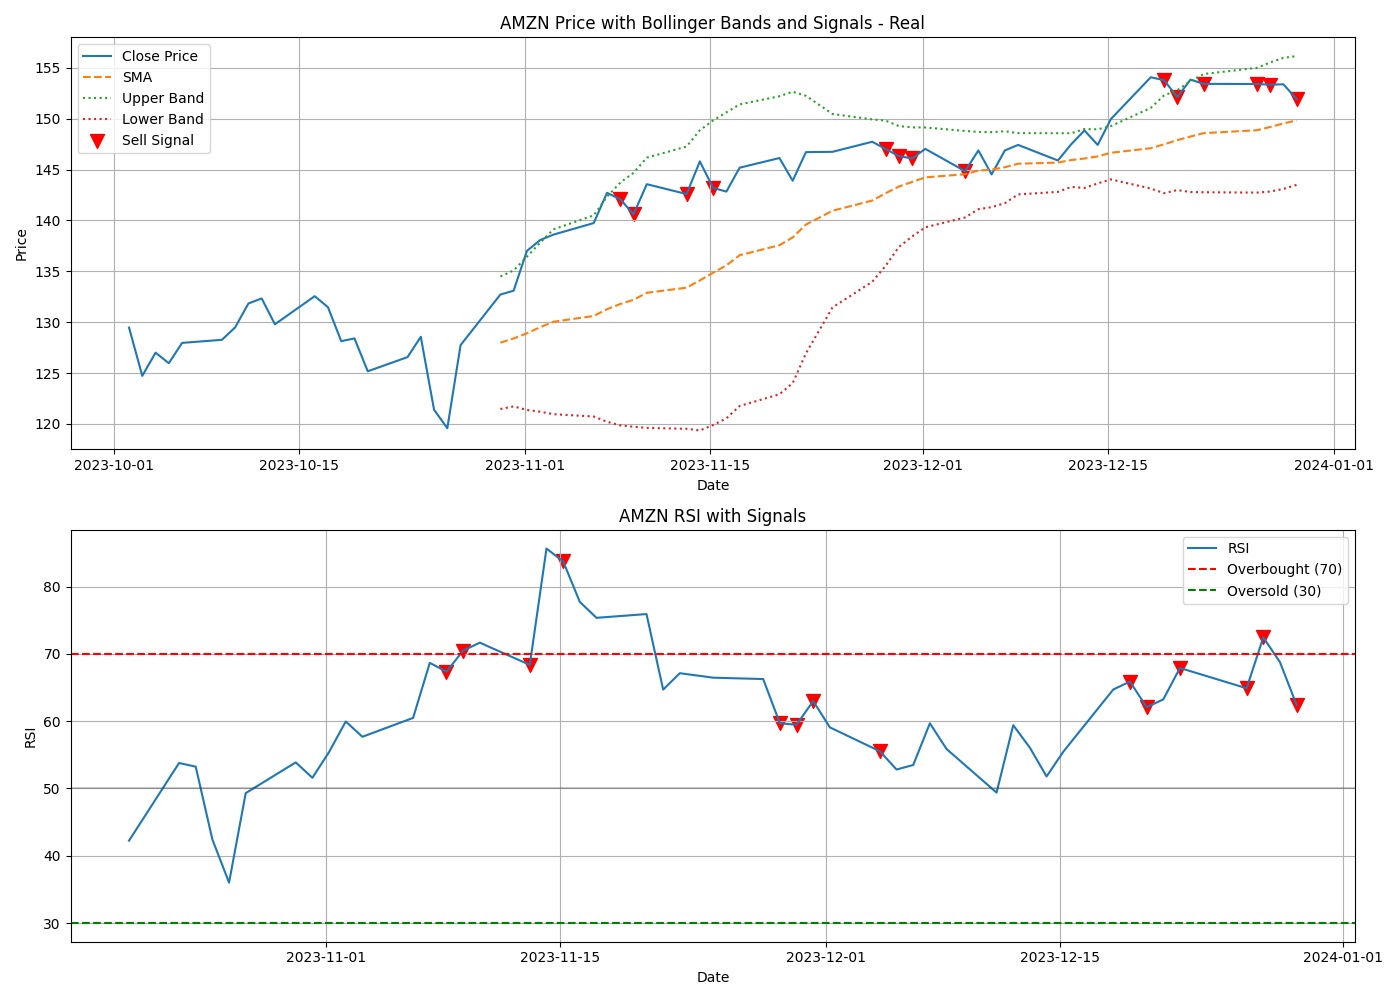 AMZN Price with Bollinger Bands and Signals - Real
Close Price
SMA
Upper Band
Lower Band
Sell Signal
155
150
145
140
135
130
125
120
Price
2023-10-01 2023-10-15 2023-11-01 2023-11-15 2023-12-01 2023-12-15 2024-01-01
Date
AMZN RSI with Signals
RSI
Overbought (70)
Oversold (30)
80
70
60
50
40
30
RSI
2023-11-01 2023-11-15 2023-12-01 2023-12-15 2024-01-01
Date